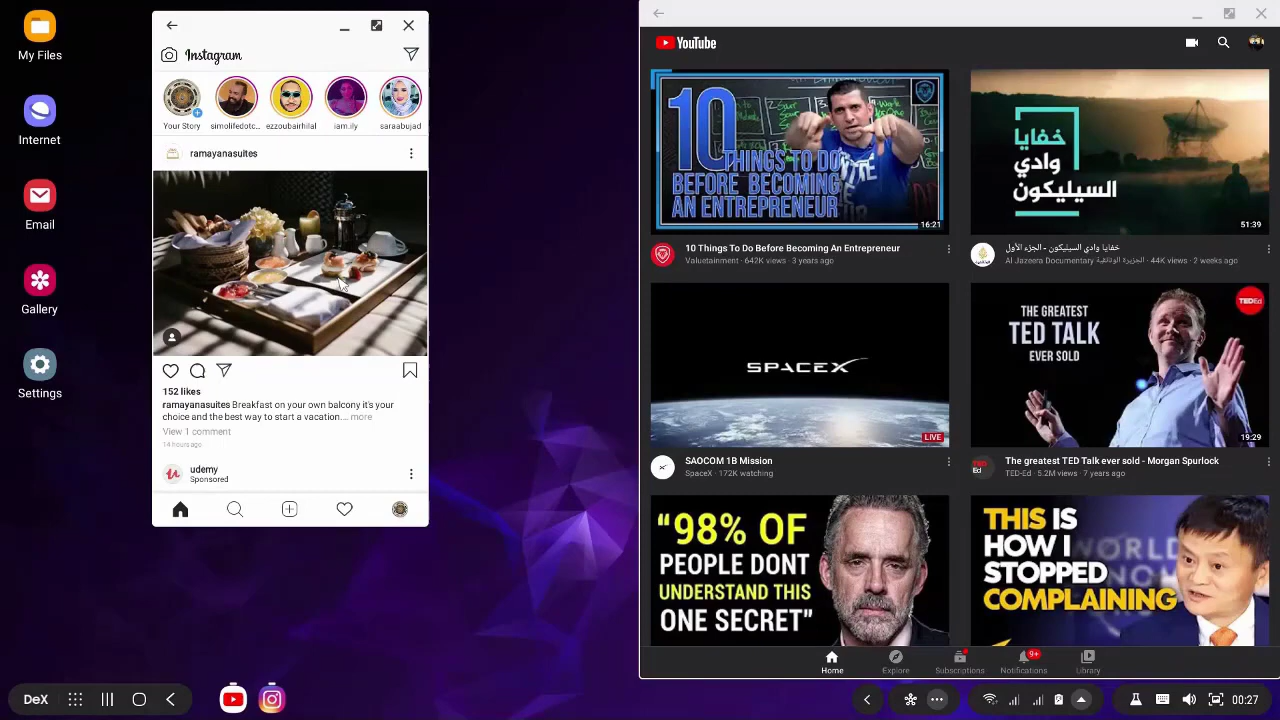 My Files
Internet
Email
Gallery
Settings
Instagram
Your Story
simolifedotc...
ezzoubairhilal
iam.ily
saraabujad
ramayanasuites
152 likes
ramayanasuites Breakfast on your own balcony it's your
choice and the best way to start a vacation.... more
View 1 comment
14 hours ago
udemy
Sponsored
YouTube
10
THINGS TO DO
BEFORE BECOMING
AN ENTREPRENEUR
16:21
10 Things To Do Before Becoming An Entrepreneur
Valuetainment - 642K views - 3 years ago
خفايا
وادي
السيليكون
51:39
خفايا وادي السيليكون - الجزء الأول
Al Jazeera Documentary الجزيرة الوثائقية - 44K views - 2 weeks ago
SPACEX
LIVE
SAOCOM 1B Mission
SpaceX - 172K watching
TEDEd
THE GREATEST
TED TALK
EVER SOLD
19:29
TED
Ed
The greatest TED Talk ever sold - Morgan Spurlock
TED-Ed - 5.2M views - 7 years ago
"98% OF
PEOPLE DONT
UNDERSTAND THIS
ONE SECRET"
THIS IS
HOW I
STOPPED
COMPLAINING
WORLD
Home
Explore
Subscriptions
9+
Notifications
Library
DeX
00:27